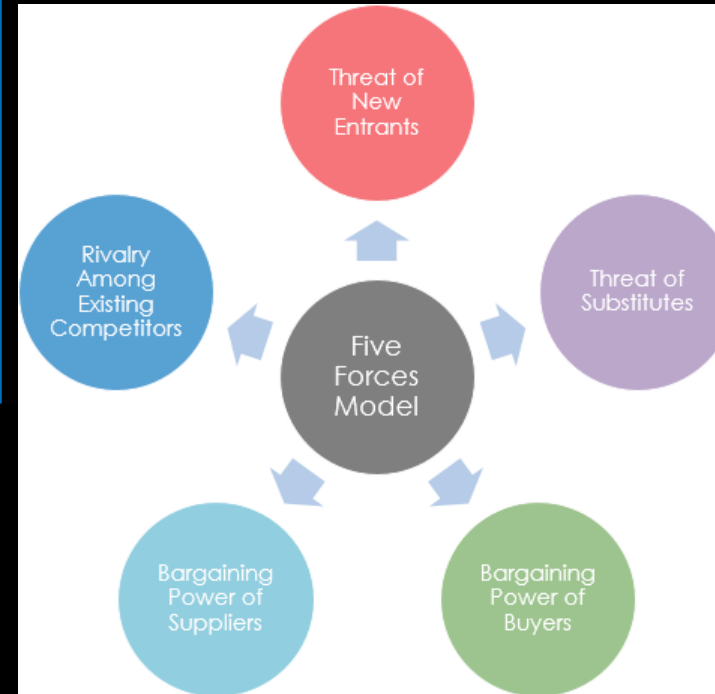 Threat of
New
Entrants
Rivalry
Among
Existing
Competitors
Threat of
Substitutes
Five
Forces
Model
Bargaining
Power of
Suppliers
Bargaining
Power of
Buyers